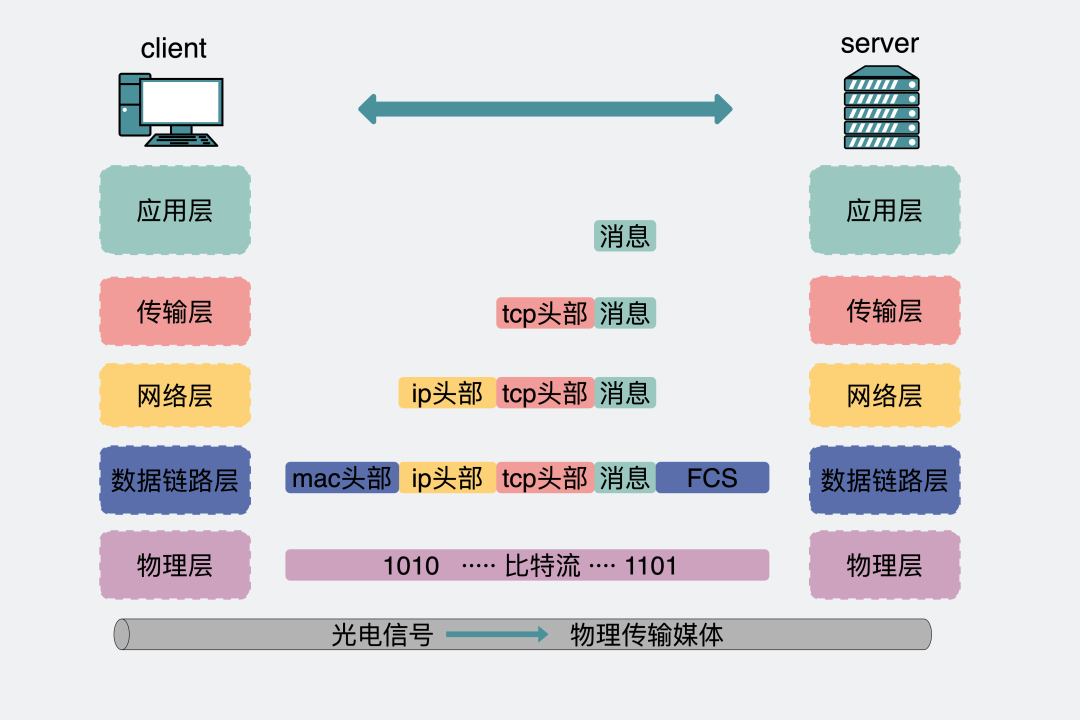 client
server
应用层
消息
应用层
传输层
tcp头部 消息
传输层
网络层
ip头部 tcp头部 消息
网络层
数据链路层
mac头部 ip头部 tcp头部 消息 FCS
数据链路层
物理层
1010 ····· 比特流 ···· 1101
物理层
光电信号 物理传输媒体